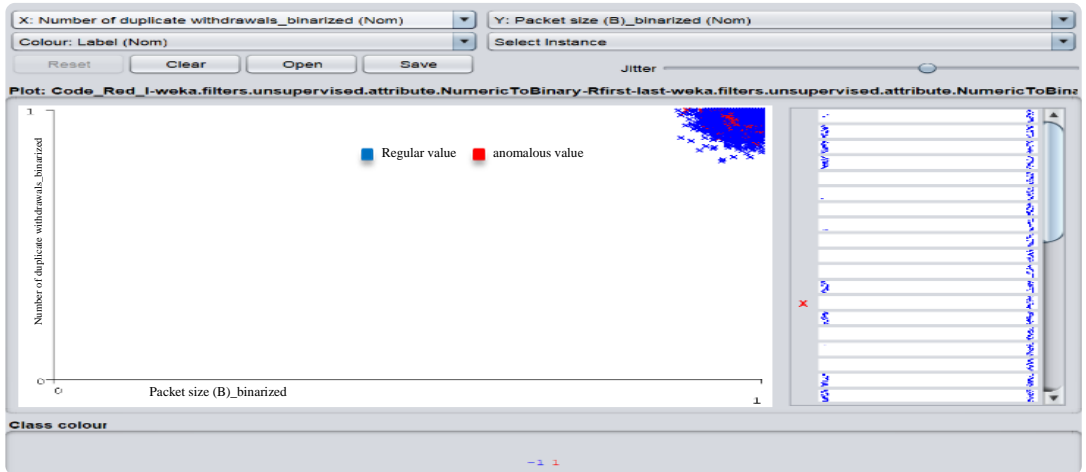 X: Number of duplicate withdrawals_binarized (Nom) Y: Packet size (B)_binarized (Nom)
Colour: Label (Nom) Select Instance
Reset Clear Open Save Jitter
Plot: Code_Red_I-weka.filters.unsupervised.attribute.NumericToBinary-Rfirst-last-weka.filters.unsupervised.attribute.NumericToBina
1
Regular value anomalous value
Number of duplicate withdrawals_binarized
X
0
0 Packet size (B)_binarized 1
Class colour
-1 1